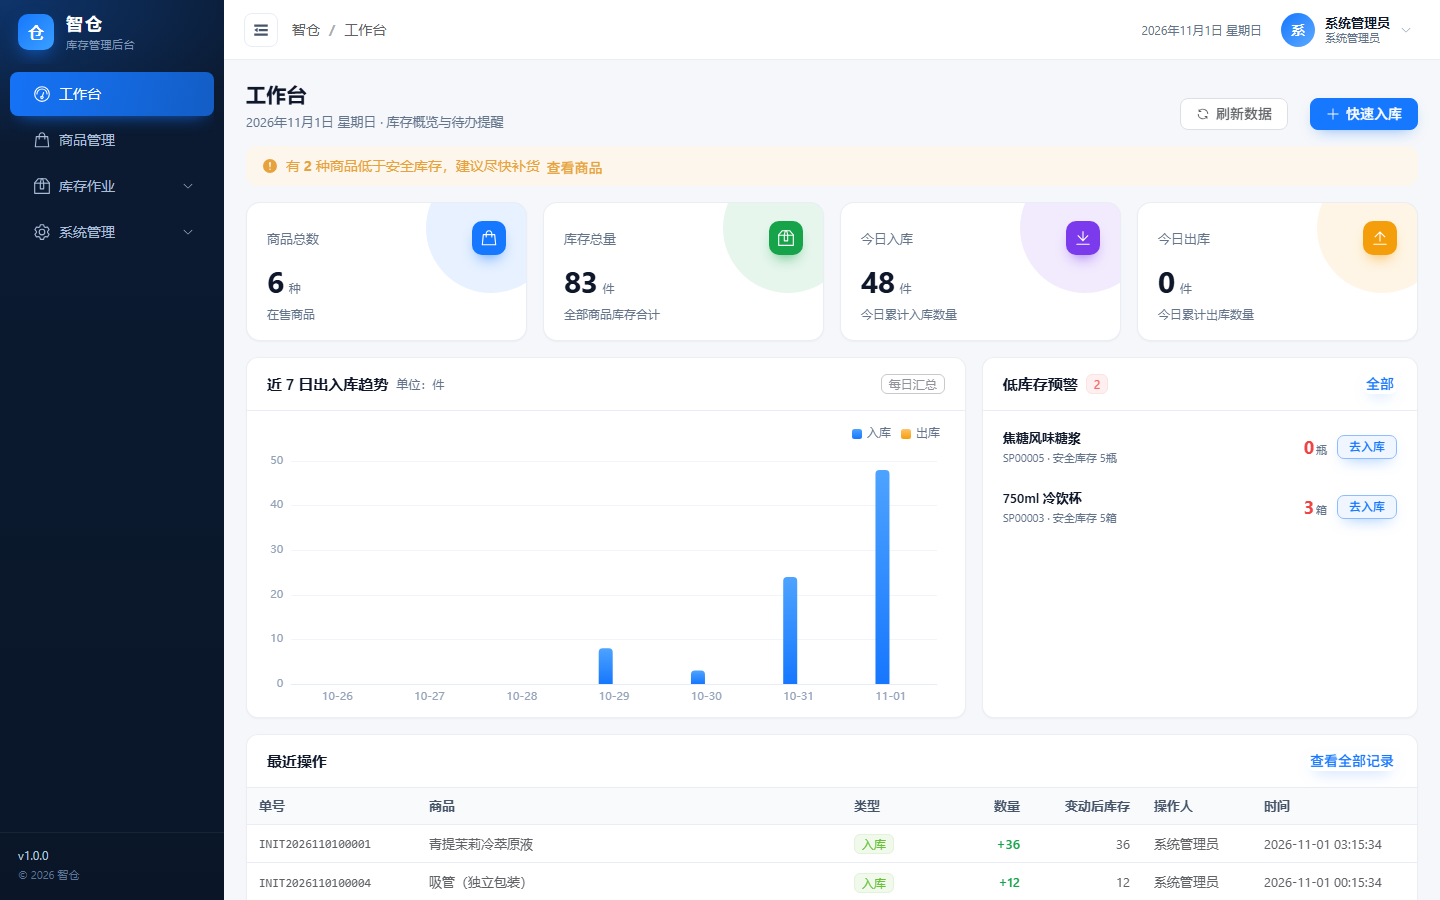 仓
智仓
库存管理后台
工作台
商品管理
库存作业
系统管理
v1.0.0
© 2026 智仓
智仓 / 工作台
2026年11月1日 星期日
系
系统管理员
系统管理员
工作台
2026年11月1日 星期日 · 库存概览与待办提醒
刷新数据
快速入库
有 2 种商品低于安全库存，建议尽快补货 查看商品
商品总数
6 种
在售商品
库存总量
83 件
全部商品库存合计
今日入库
48 件
今日累计入库数量
今日出库
0 件
今日累计出库数量
近 7 日出入库趋势 单位：件
每日汇总
入库 出库
50
40
30
20
10
0
10-26 10-27 10-28 10-29 10-30 10-31 11-01
低库存预警 2
全部
焦糖风味糖浆
SP00005 · 安全库存 5瓶
0 瓶 去入库
750ml 冷饮杯
SP00003 · 安全库存 5箱
3 箱 去入库
最近操作
查看全部记录
单号 商品 类型 数量 变动后库存 操作人 时间
INIT2026110100001 青提茉莉冷萃原液 入库 +36 36 系统管理员 2026-11-01 03:15:34
INIT2026110100004 吸管（独立包装） 入库 +12 12 系统管理员 2026-11-01 00:15:34